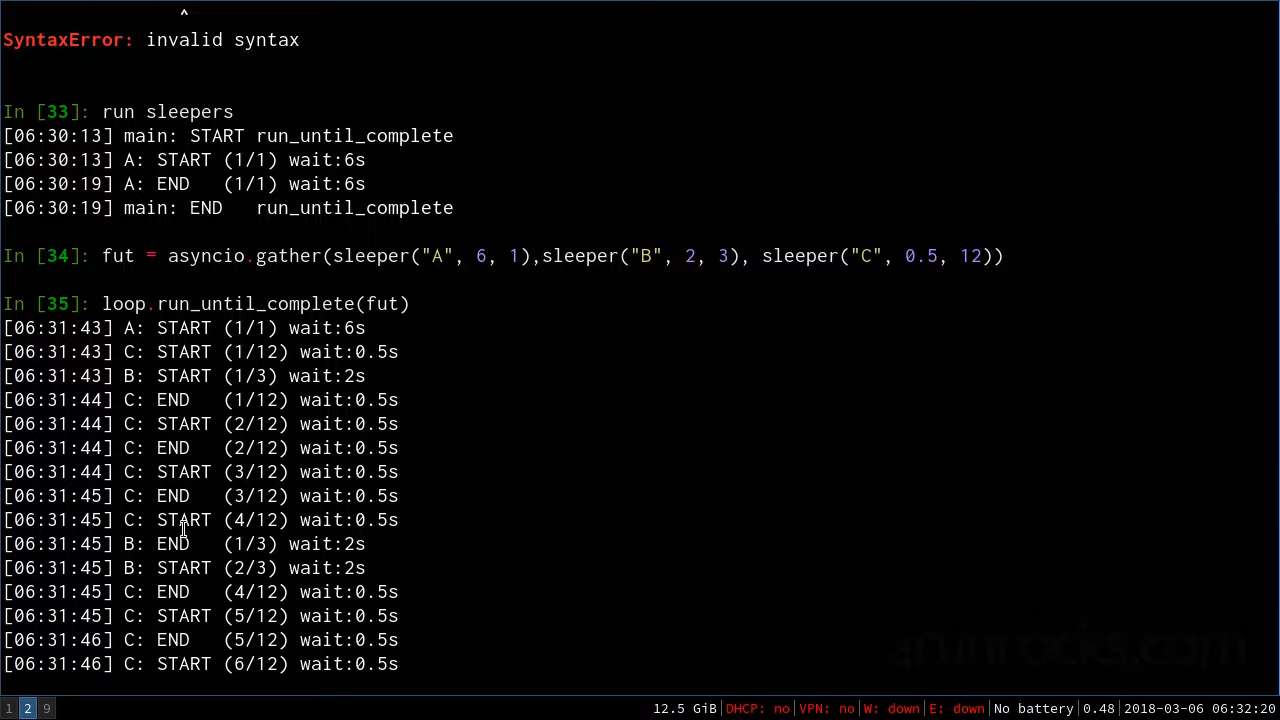 ^
SyntaxError: invalid syntax
In [33]: run sleepers
[06:30:13] main: START run_until_complete
[06:30:13] A: START (1/1) wait:6s
[06:30:19] A: END   (1/1) wait:6s
[06:30:19] main: END   run_until_complete
In [34]: fut = asyncio.gather(sleeper("A", 6, 1),sleeper("B", 2, 3), sleeper("C", 0.5, 12))
In [35]: loop.run_until_complete(fut)
[06:31:43] A: START (1/1) wait:6s
[06:31:43] C: START (1/12) wait:0.5s
[06:31:43] B: START (1/3) wait:2s
[06:31:44] C: END   (1/12) wait:0.5s
[06:31:44] C: START (2/12) wait:0.5s
[06:31:44] C: END   (2/12) wait:0.5s
[06:31:44] C: START (3/12) wait:0.5s
[06:31:45] C: END   (3/12) wait:0.5s
[06:31:45] C: START (4/12) wait:0.5s
[06:31:45] B: END   (1/3) wait:2s
[06:31:45] B: START (2/3) wait:2s
[06:31:45] C: END   (4/12) wait:0.5s
[06:31:45] C: START (5/12) wait:0.5s
[06:31:46] C: END   (5/12) wait:0.5s
[06:31:46] C: START (6/12) wait:0.5s
arunrocks.com
1 2 9 12.5 GiB|DHCP: no|VPN: no|W: down|E: down|No battery|0.48|2018-03-06 06:32:20